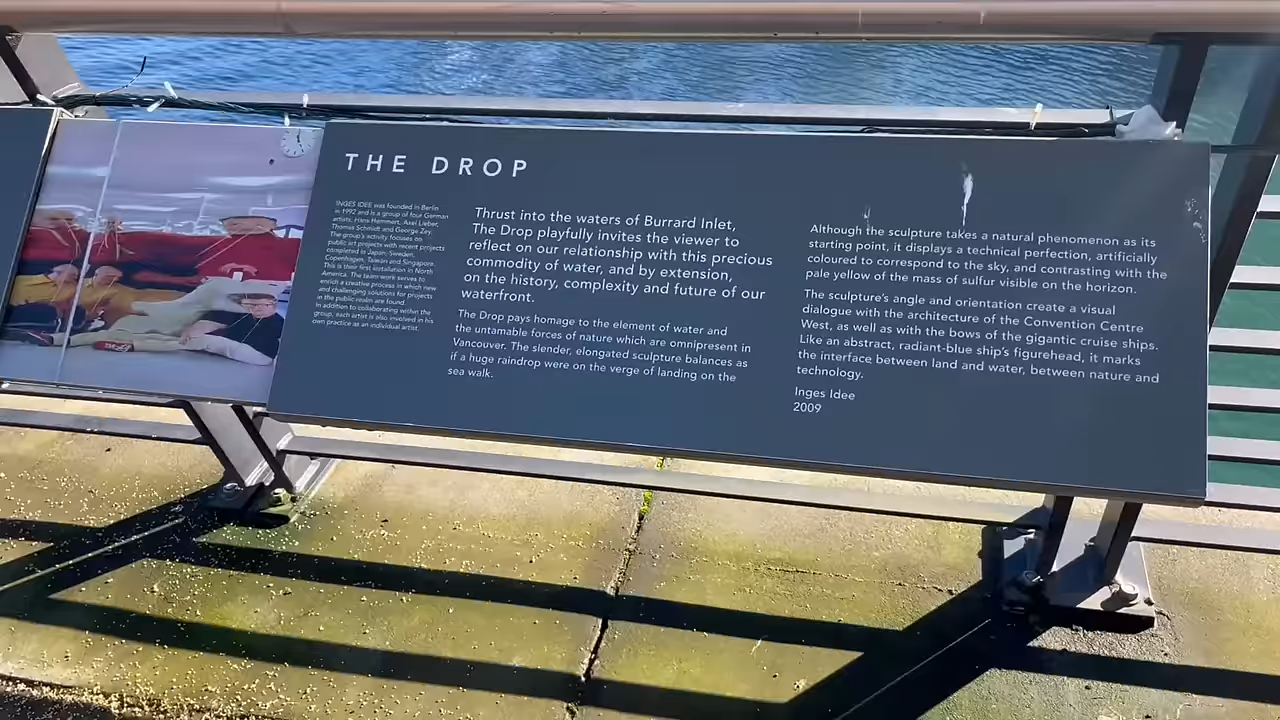 THE DROP
INGES IDEE was founded in Berlin
in 1992 and is a group of four German
artists: Hans Hemmert, Axel Lieber,
Thomas Schmidt and Georg Zey.
The group's activity focuses on
public art projects with recent projects
completed in Japan, Sweden,
Copenhagen, Taiwan and Singapore.
This is their first installation in North
America. The team work serves to
enrich a creative process in which new
and challenging solutions for projects
in the public realm are found.
In addition to collaborating within the
group, each artist is also involved in his
own practice as an individual artist.
Thrust into the waters of Burrard Inlet,
The Drop playfully invites the viewer to
reflect on our relationship with this precious
commodity of water, and by extension,
on the history, complexity and future of our
waterfront.
The Drop pays homage to the element of water and
the untamable forces of nature which are omnipresent in
Vancouver. The slender, elongated sculpture balances as
if a huge raindrop were on the verge of landing on the
sea walk.
Although the sculpture takes a natural phenomenon as its
starting point, it displays a technical perfection, artificially
coloured to correspond to the sky, and contrasting with the
pale yellow of the mass of sulfur visible on the horizon.
The sculpture's angle and orientation create a visual
dialogue with the architecture of the Convention Centre
West, as well as with the bows of the gigantic cruise ships.
Like an abstract, radiant-blue ship's figurehead, it marks
the interface between land and water, between nature and
technology.
Inges Idee
2009